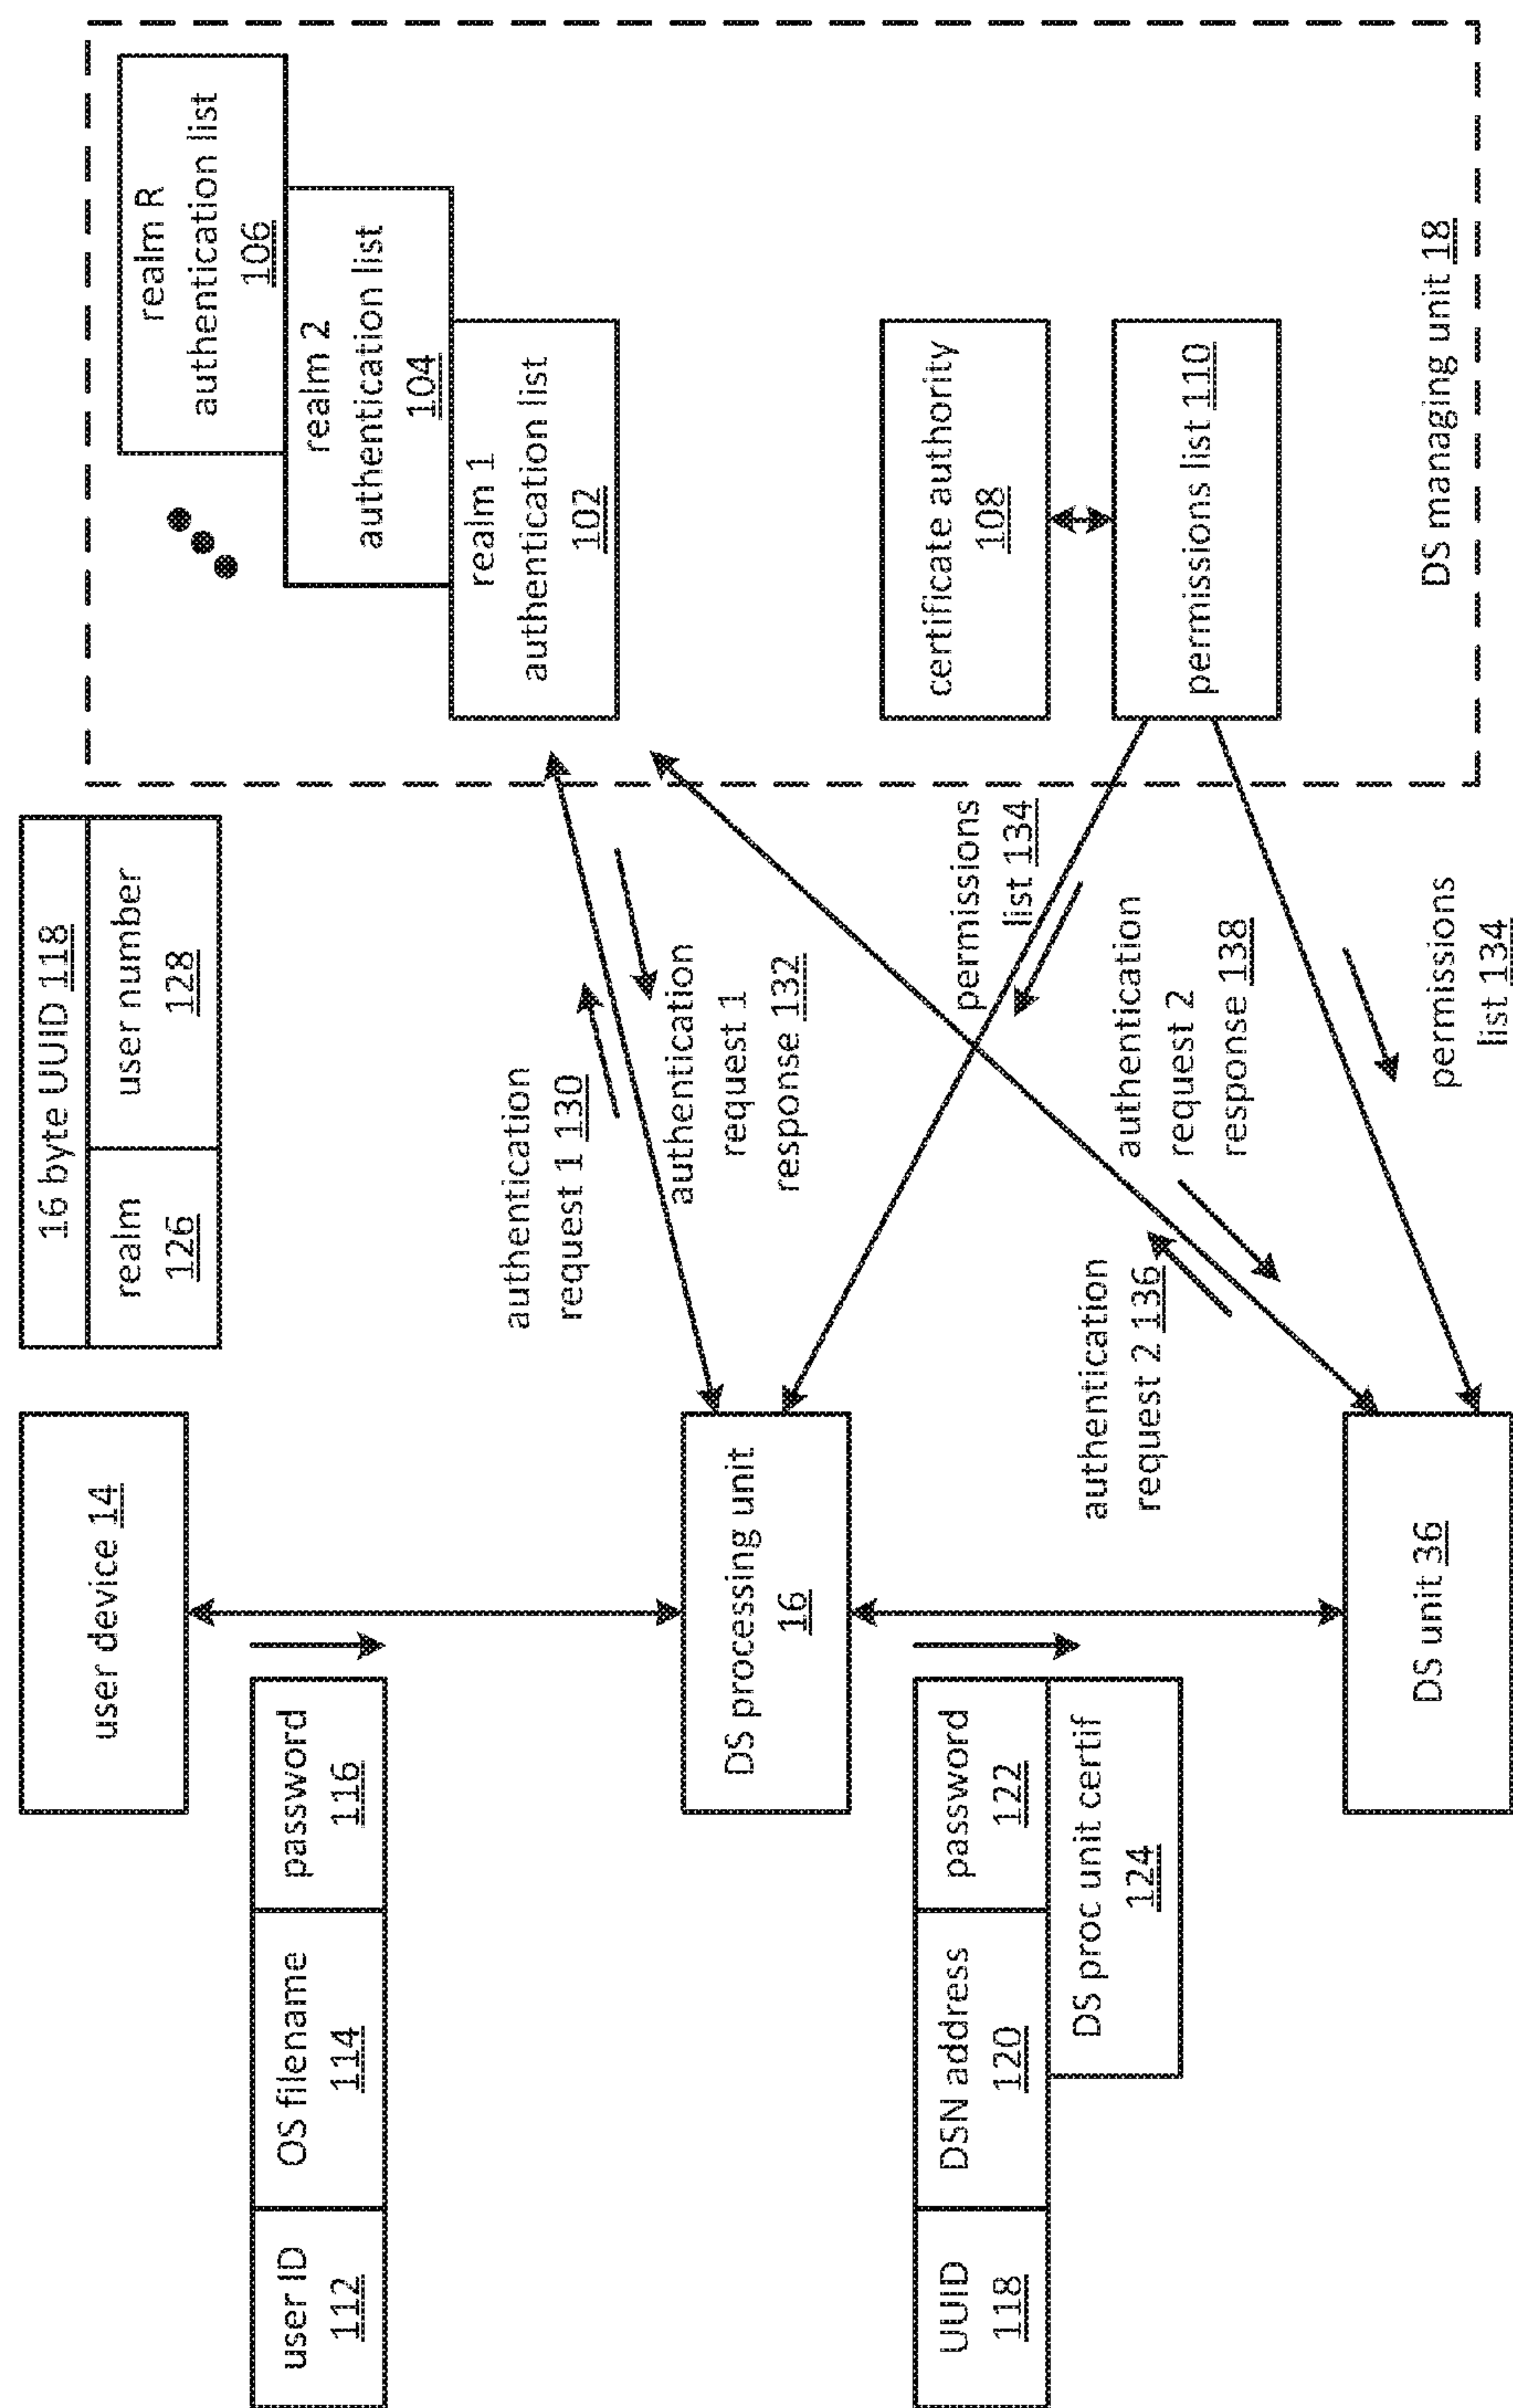 user device 14
16 byte UUID 118
realm
126
user number
128
realm R
authentication list
106
realm 2
authentication list
104
realm 1
authentication list
102
user ID
112
OS filename
114
password
116
authentication
request 1 130
authentication
request 1
response 132
DS processing unit
16
certificate authority
108
permissions list 110
permissions
list 134
UUID
118
DSN address
120
password
122
DS proc unit certif
124
authentication
request 2 136
authentication
request 2
response 138
DS unit 36
permissions
list 134
DS managing unit 18